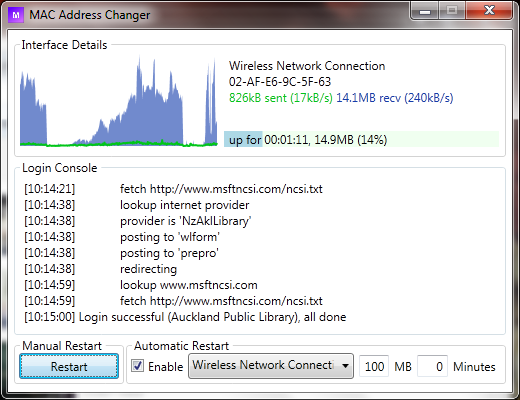 M MAC Address Changer
Interface Details
Wireless Network Connection
02-AF-E6-9C-5F-63
826kB sent (17kB/s) 14.1MB recv (240kB/s)
up for 00:01:11, 14.9MB (14%)
Login Console
[10:14:21] fetch http://www.msftncsi.com/ncsi.txt
[10:14:38] lookup internet provider
[10:14:38] provider is 'NzAklLibrary'
[10:14:38] posting to 'wlform'
[10:14:38] posting to 'prepro'
[10:14:38] redirecting
[10:14:59] lookup www.msftncsi.com
[10:14:59] fetch http://www.msftncsi.com/ncsi.txt
[10:15:00] Login successful (Auckland Public Library), all done
Manual Restart
Restart
Automatic Restart
Enable Wireless Network Connecti 100 MB 0 Minutes